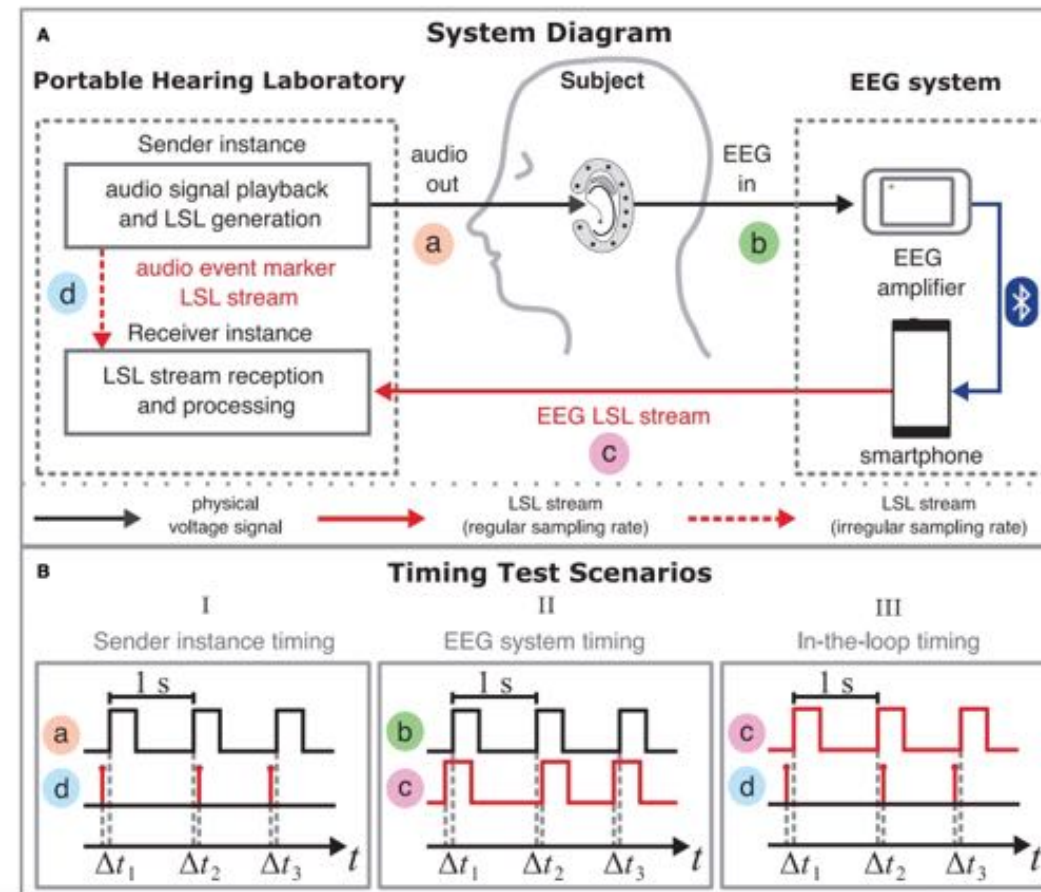 A
System Diagram
Portable Hearing Laboratory
Subject
EEG system
Sender instance
audio signal playback
and LSL generation
audio
out
a
EEG
in
b
EEG
amplifier
d
audio event marker
LSL stream
Receiver instance
LSL stream reception
and processing
EEG LSL stream
c
smartphone
physical
voltage signal
LSL stream
(regular sampling rate)
LSL stream
(irregular sampling rate)
B
Timing Test Scenarios
I
Sender instance timing
1 s
a
d
Δt1 Δt2 Δt3 t
II
EEG system timing
1 s
b
c
Δt1 Δt2 Δt3 t
III
In-the-loop timing
1 s
c
d
Δt1 Δt2 Δt3 t